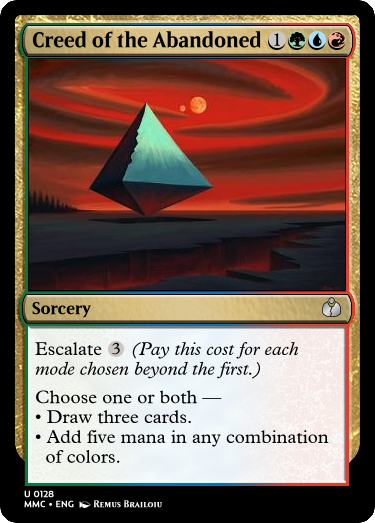 Creed of the Abandoned 1
Sorcery
Escalate 3 (Pay this cost for each
mode chosen beyond the first.)
Choose one or both —
• Draw three cards.
• Add five mana in any combination
of colors.
U 0128
MMC • ENG Remus Brailoiu